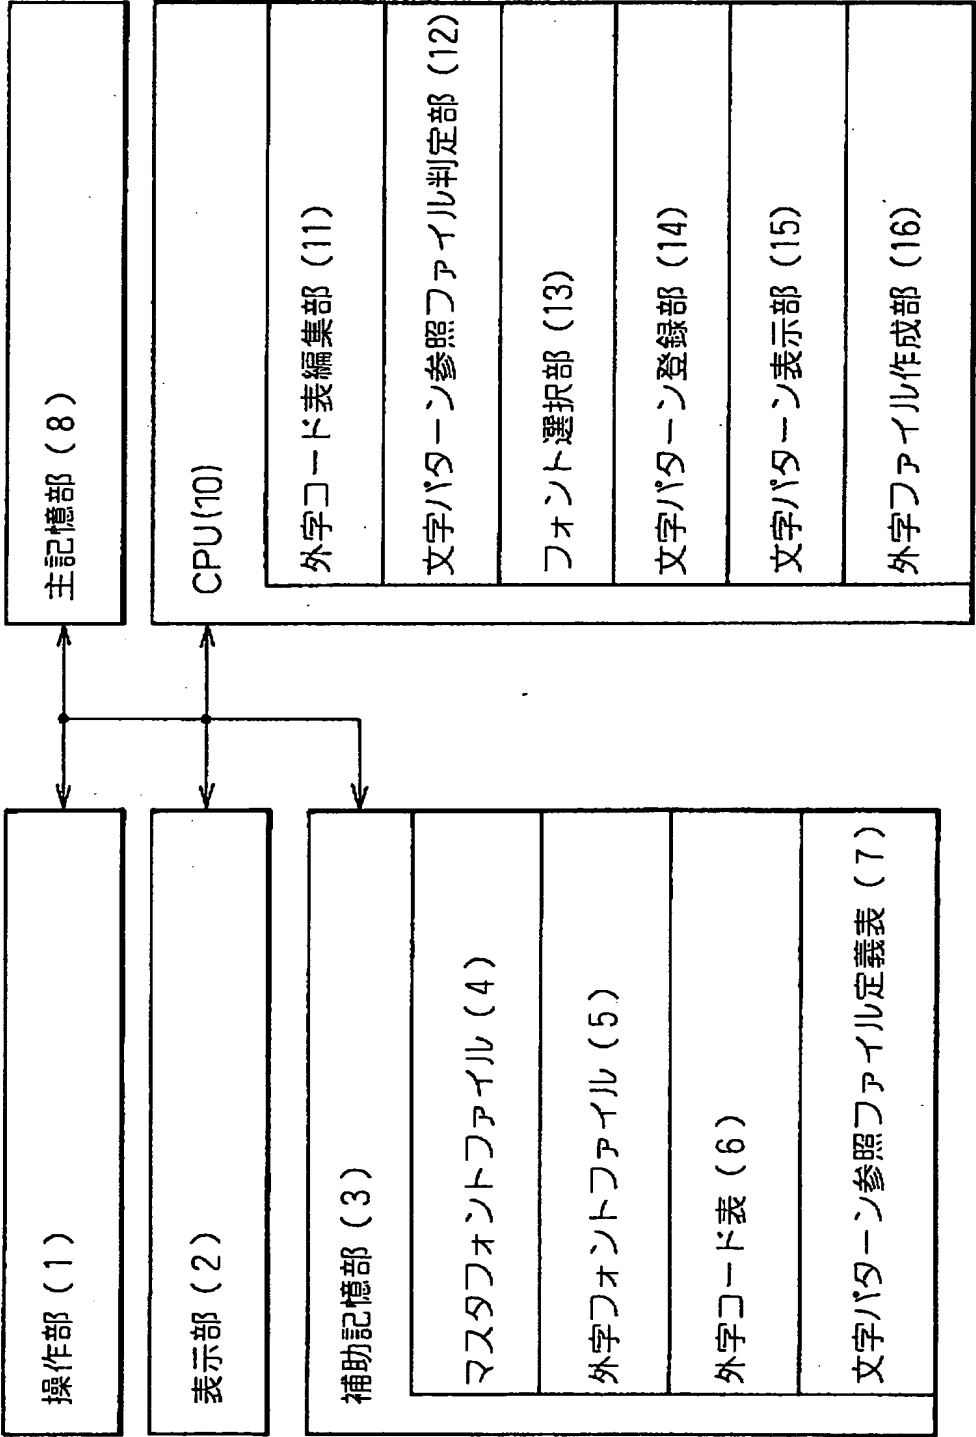 操作部(1)
表示部(2)
補助記憶部(3)
マスタフォントファイル(4)
外字フォントファイル(5)
外字コード表(6)
文字パターン参照ファイル定義表(7)
主記憶部(8)
CPU(10)
外字コード表編集部(11)
文字パターン参照ファイル判定部(12)
フォント選択部(13)
文字パターン登録部(14)
文字パターン表示部(15)
外字ファイル作成部(16)